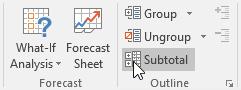 What-If
Analysis
Forecast
Sheet
Forecast
Group
Ungroup
Subtotal
Outline